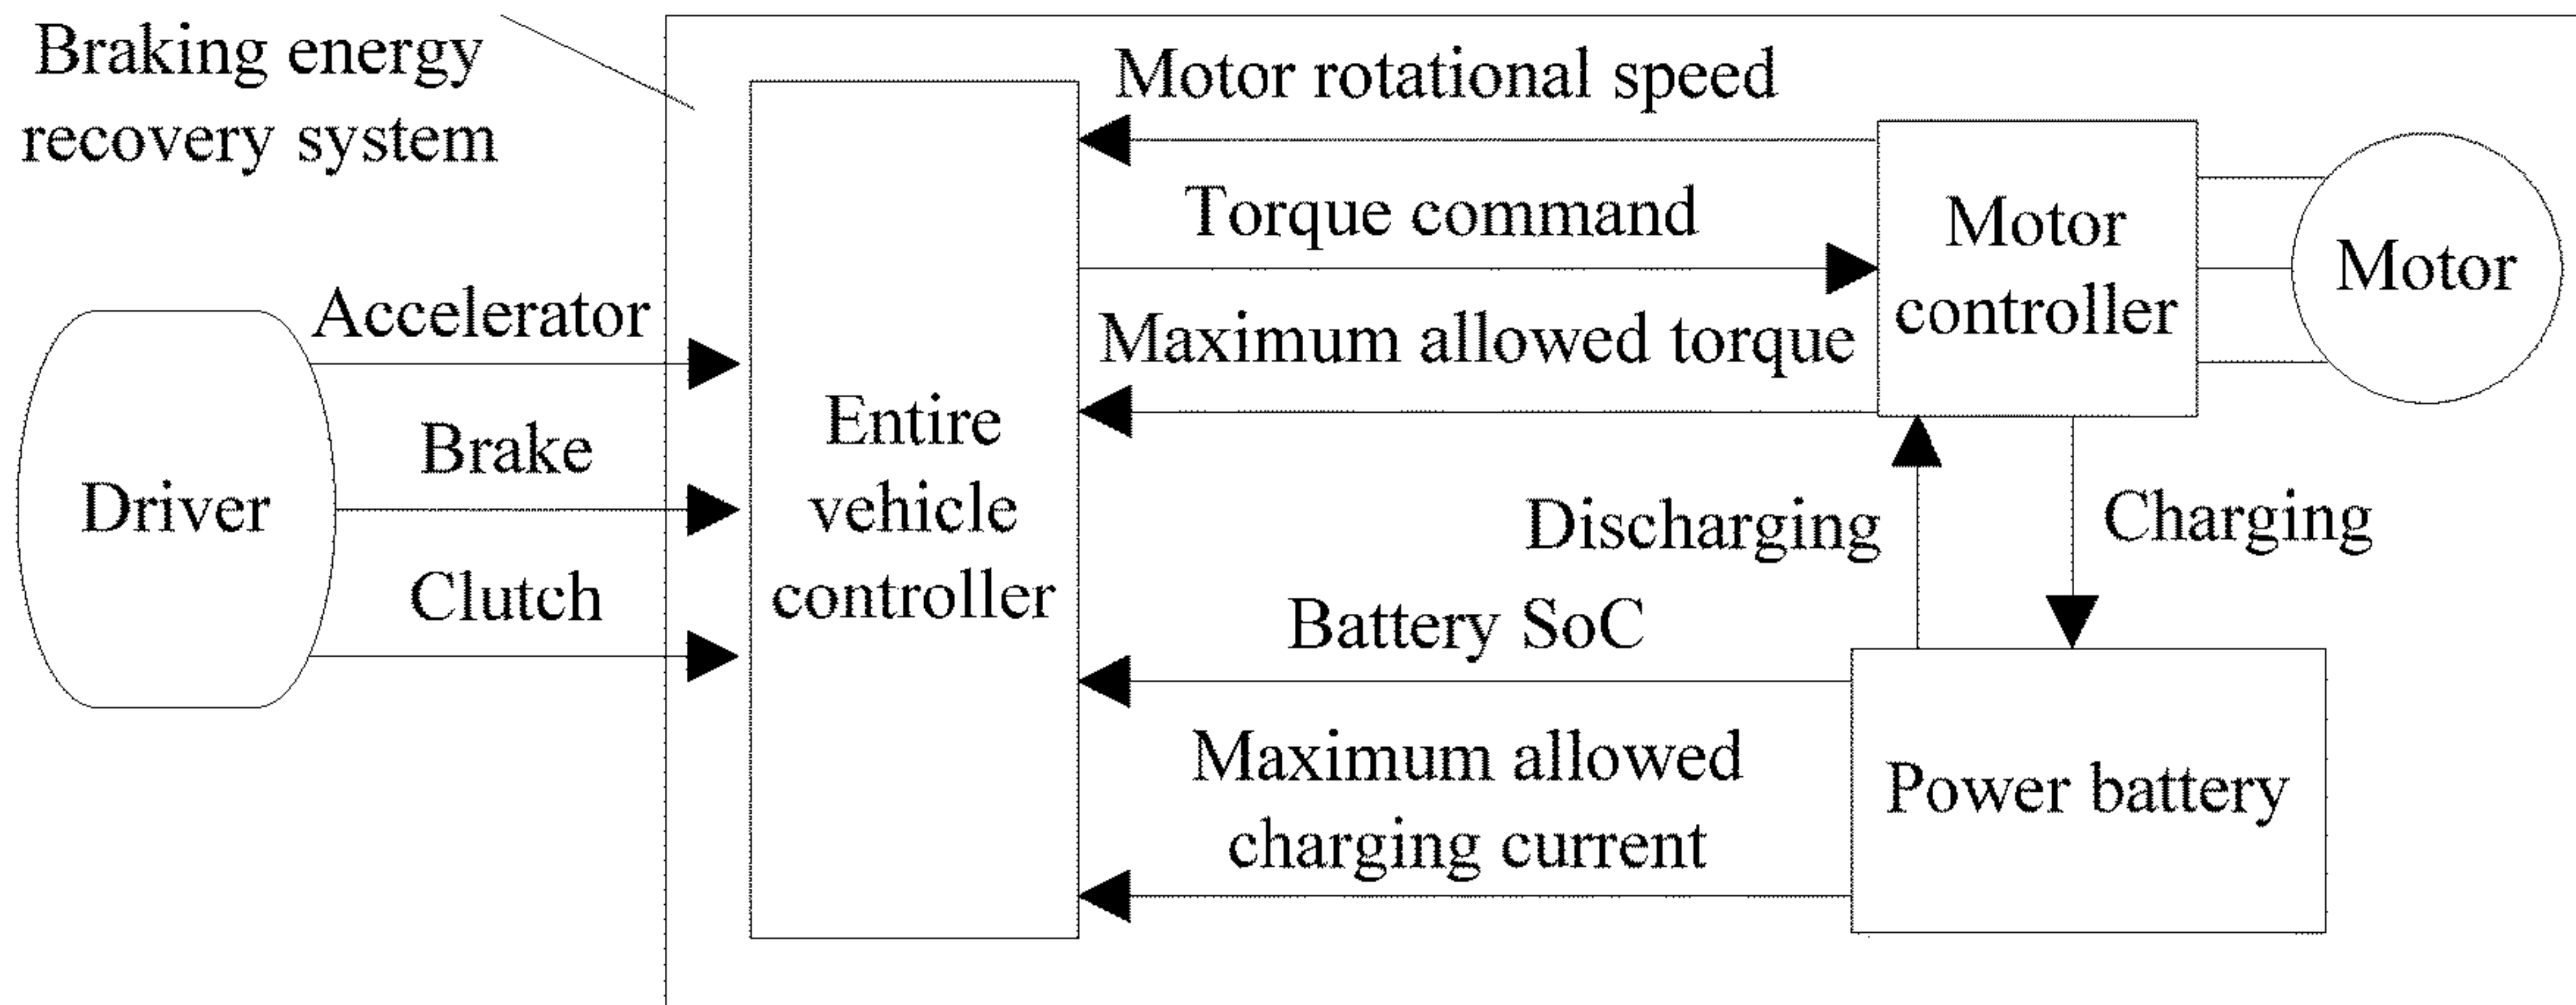 Braking energy
recovery system
Motor rotational speed
Torque command
Maximum allowed torque
Motor
controller
Motor
Accelerator
Brake
Clutch
Driver
Entire
vehicle
controller
Discharging
Charging
Battery SoC
Maximum allowed
charging current
Power battery